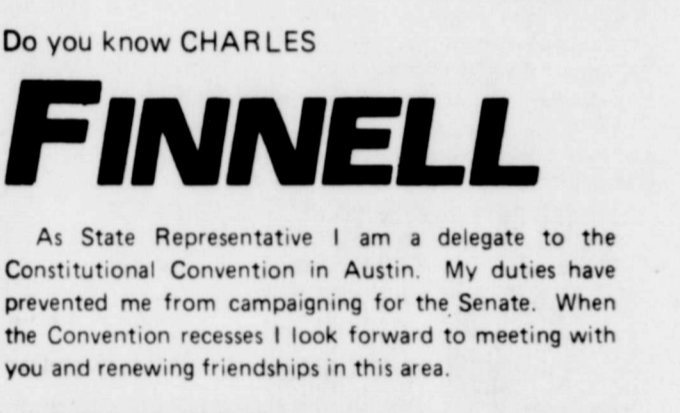 Do you know CHARLES
FINNELL
As State Representative I am a delegate to the
Constitutional Convention in Austin. My duties have
prevented me from campaigning for the Senate. When
the Convention recesses I look forward to meeting with
you and renewing friendships in this area.